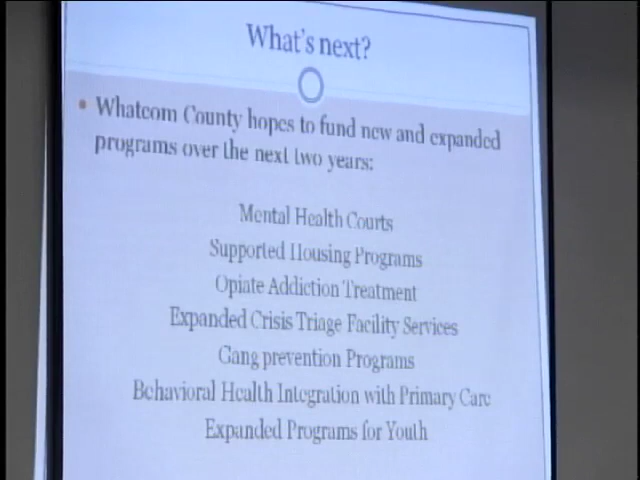 What's next?
• Whatcom County hopes to fund new and expanded
programs over the next two years:
Mental Health Courts
Supported Housing Programs
Opiate Addiction Treatment
Expanded Crisis Triage Facility Services
Gang prevention Programs
Behavioral Health Integration with Primary Care
Expanded Programs for Youth